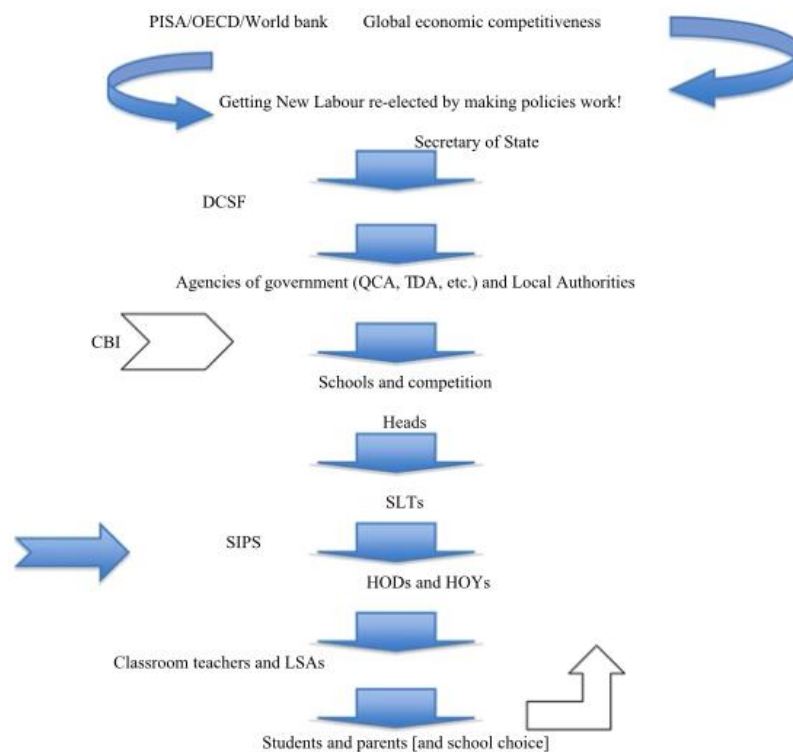 PISA/OECD/World bank Global economic competitiveness
Getting New Labour re-elected by making policies work!
Secretary of State
DCSF
Agencies of government (QCA, TDA, etc.) and Local Authorities
CBI
Schools and competition
Heads
SLTs
SIPS
HODs and HOYs
Classroom teachers and LSAs
Students and parents [and school choice]